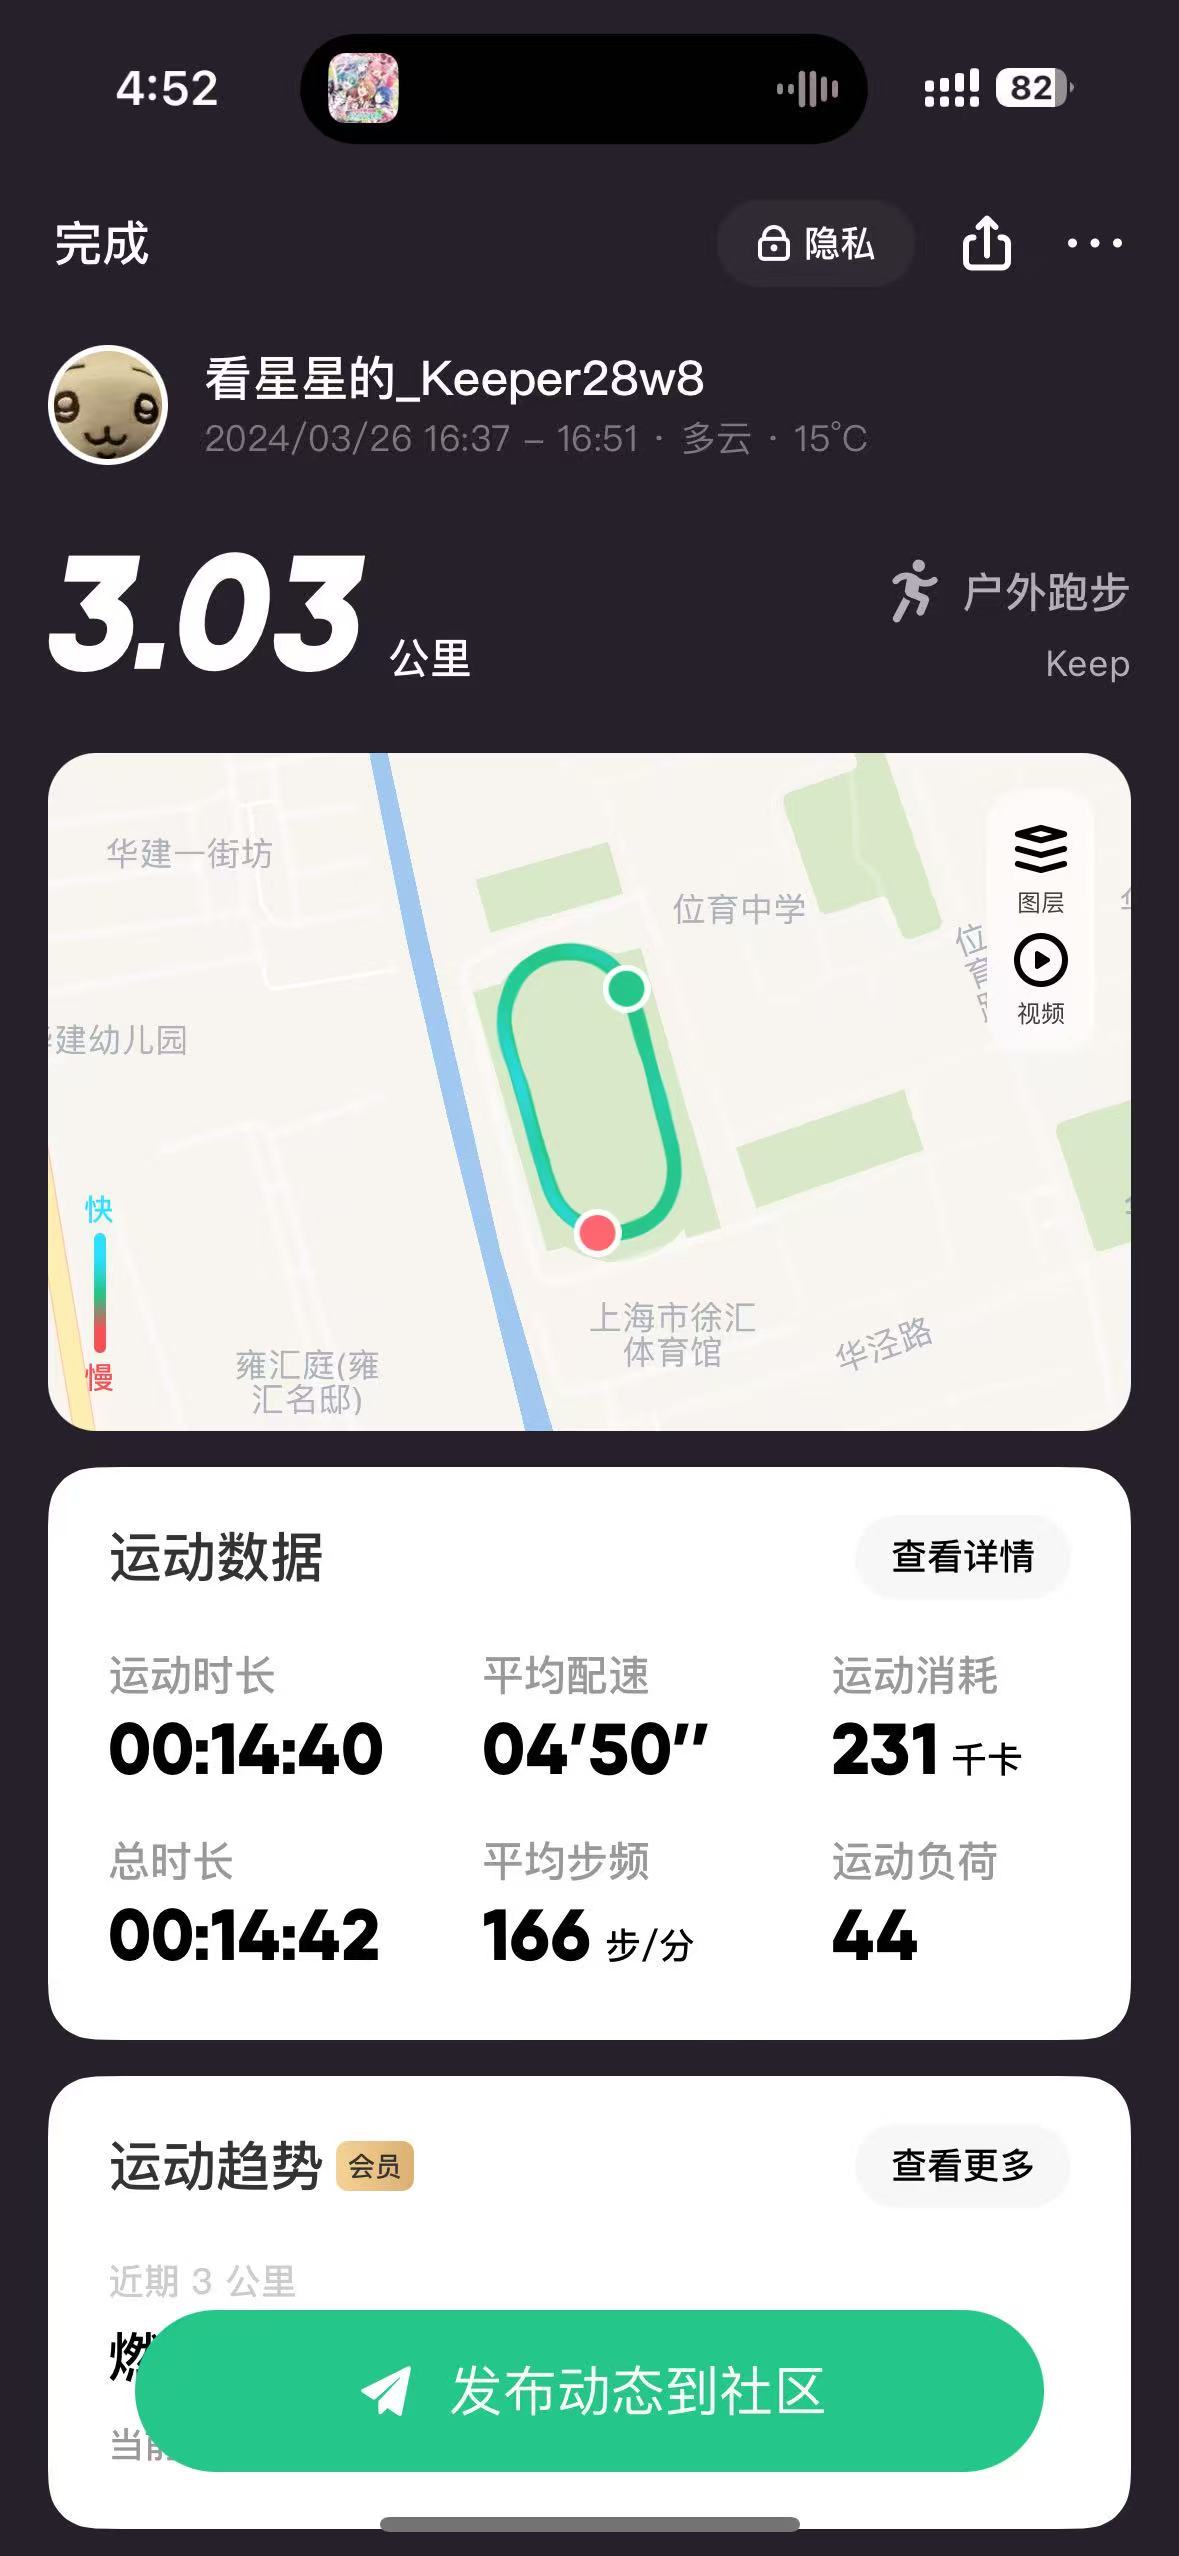 4:52
82
完成
隐私
看星星的_Keeper28w8
2024/03/26 16:37 – 16:51 · 多云 · 15°C
3.03 公里
户外跑步
Keep
华建一街坊
位育中学
图层
视频
位育
建幼儿园
快
慢
上海市徐汇
体育馆
华泾路
雍汇庭(雍
汇名邸)
运动数据
查看详情
运动时长
平均配速
运动消耗
00:14:40
04'50''
231 千卡
总时长
平均步频
运动负荷
00:14:42
166 步/分
44
运动趋势
会员
查看更多
近期 3 公里
燃
当前
发布动态到社区